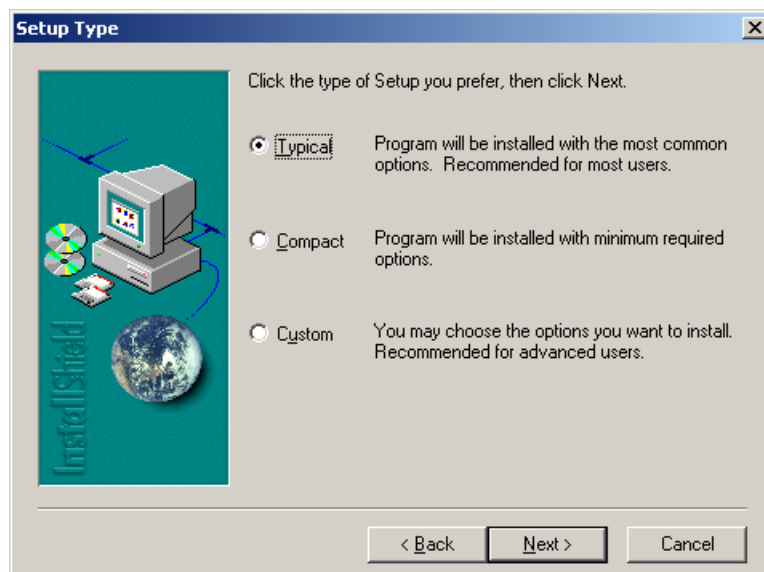 Setup Type
Click the type of Setup you prefer, then click Next.
Typical
Program will be installed with the most common
options.  Recommended for most users.
Compact
Program will be installed with minimum required
options.
Custom
You may choose the options you want to install.
Recommended for advanced users.
InstallShield
< Back
Next >
Cancel